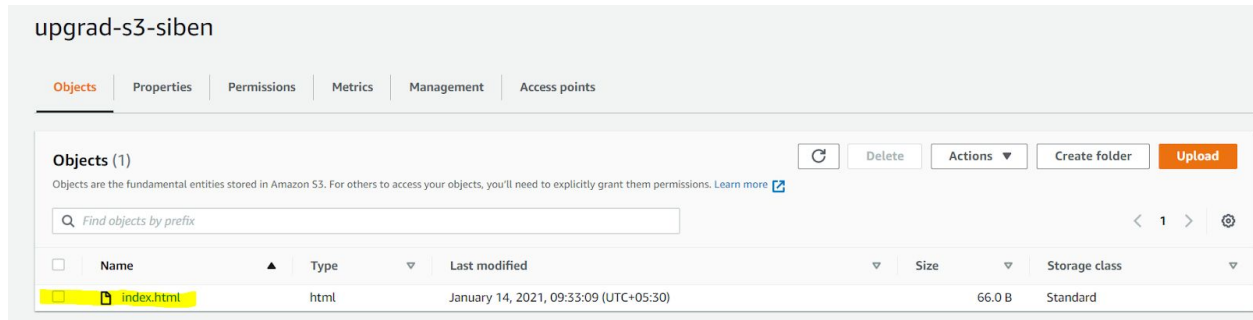 upgrad-s3-siben
Objects Properties Permissions Metrics Management Access points
Objects (1) Delete Actions Create folder Upload
Objects are the fundamental entities stored in Amazon S3. For others to access your objects, you'll need to explicitly grant them permissions. Learn more
Find objects by prefix 1
Name Type Last modified Size Storage class
index.html html January 14, 2021, 09:33:09 (UTC+05:30) 66.0 B Standard